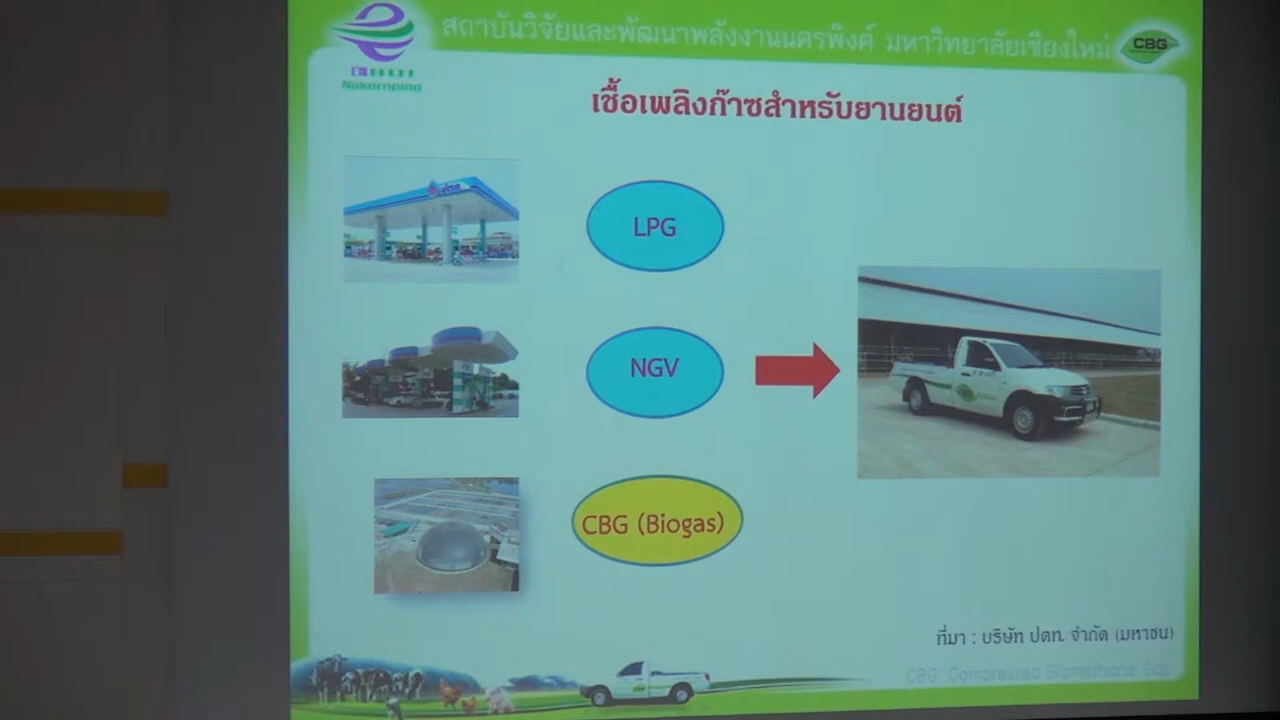 สถาบันวิจัยและพัฒนาพลังงานนครพิงค์ มหาวิทยาลัยเชียงใหม่
CBG
Nakornping
เชื้อเพลิงก๊าซสำหรับยานยนต์
LPG
NGV
CBG (Biogas)
ที่มา : บริษัท ปตท. จำกัด (มหาชน)
CBG: Compressed Biomethane Gas